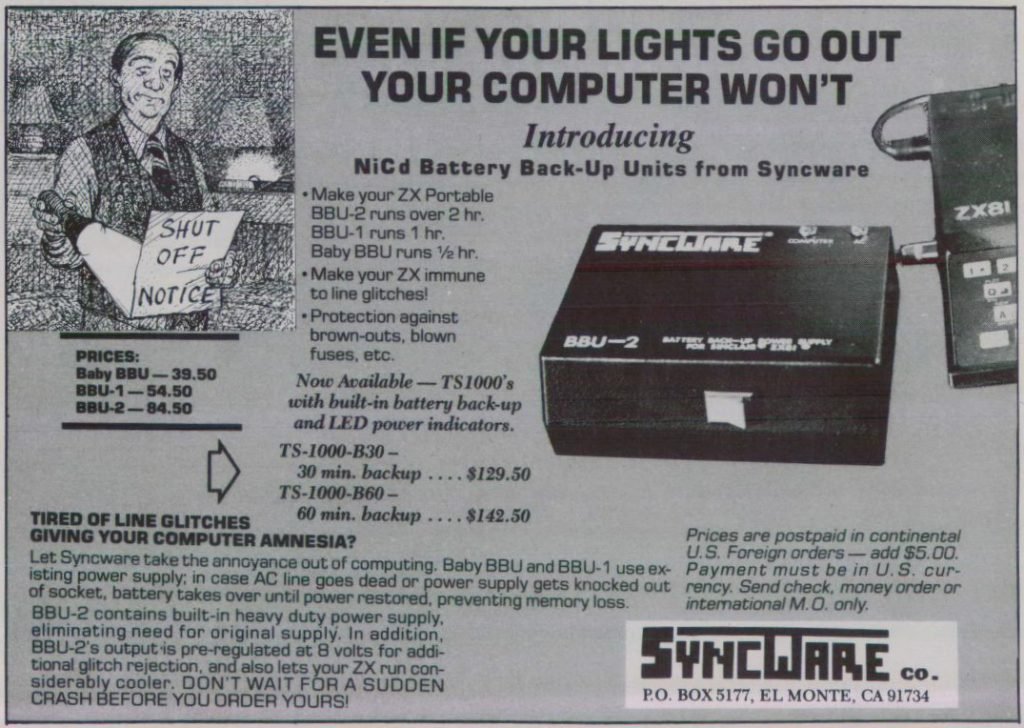 EVEN IF YOUR LIGHTS GO OUT
YOUR COMPUTER WON'T
Introducing
NiCd Battery Back-Up Units from Syncware
SHUT
OFF
NOTICE
• Make your ZX Portable
BBU-2 runs over 2 hr.
BBU-1 runs 1 hr.
Baby BBU runs ½ hr.
• Make your ZX immune
to line glitches!
• Protection against
brown-outs, blown
fuses, etc.
SYNCWARE®
COMPUTER
AC
BBU–2
BATTERY BACK-UP POWER SUPPLY
FOR SINCLAIR ZX81
ZX81
1
2
Q
A
PRICES:
Baby BBU — 39.50
BBU-1 — 54.50
BBU-2 — 84.50
Now Available — TS1000's
with built-in battery back-up
and LED power indicators.
TS-1000-B30 –
30 min. backup . . . . $129.50
TS-1000-B60 –
60 min. backup . . . . $142.50
TIRED OF LINE GLITCHES
GIVING YOUR COMPUTER AMNESIA?
Let Syncware take the annoyance out of computing. Baby BBU and BBU-1 use ex-
isting power supply; in case AC line goes dead or power supply gets knocked out
of socket, battery takes over until power restored, preventing memory loss.
BBU-2 contains built-in heavy duty power supply,
eliminating need for original supply. In addition,
BBU-2's output is pre-regulated at 8 volts for addi-
tional glitch rejection, and also lets your ZX run con-
siderably cooler. DON'T WAIT FOR A SUDDEN
CRASH BEFORE YOU ORDER YOURS!
Prices are postpaid in continental
U.S. Foreign orders — add $5.00.
Payment must be in U.S. cur-
rency. Send check, money order or
international M.O. only.
SYNCWARE CO.
P.O. BOX 5177, EL MONTE, CA 91734